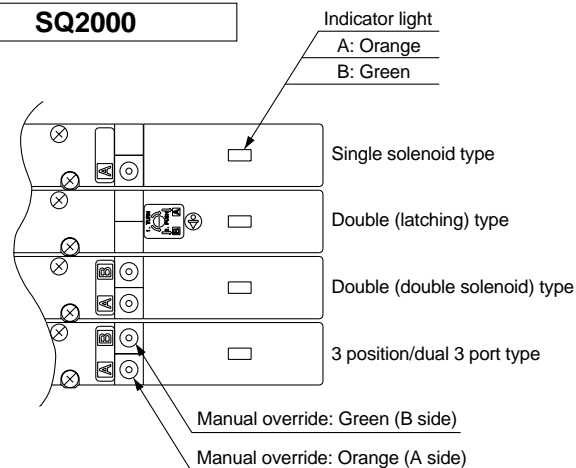 SQ2000
Indicator light
A: Orange
B: Green
A
Single solenoid type
Double (latching) type
B
A
Double (double solenoid) type
B
A
3 position/dual 3 port type
Manual override: Green (B side)
Manual override: Orange (A side)